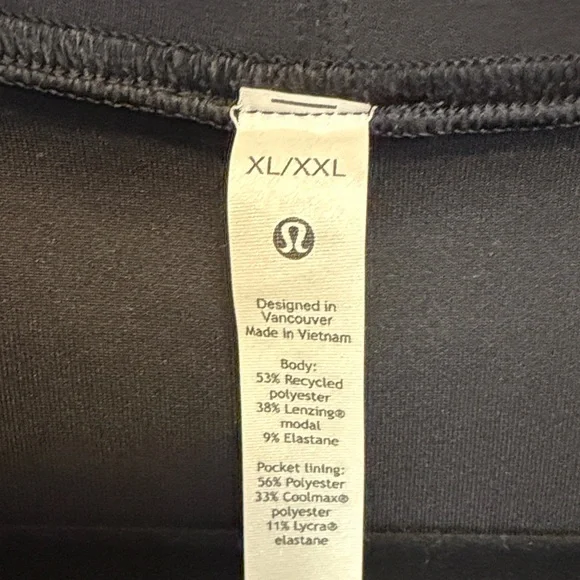 XL/XXL
Designed in
Vancouver
Made in Vietnam
Body:
53% Recycled
polyester
38% Lenzing®
modal
9% Elastane
Pocket lining:
56% Polyester
33% Coolmax®
polyester
11% Lycra®
elastane